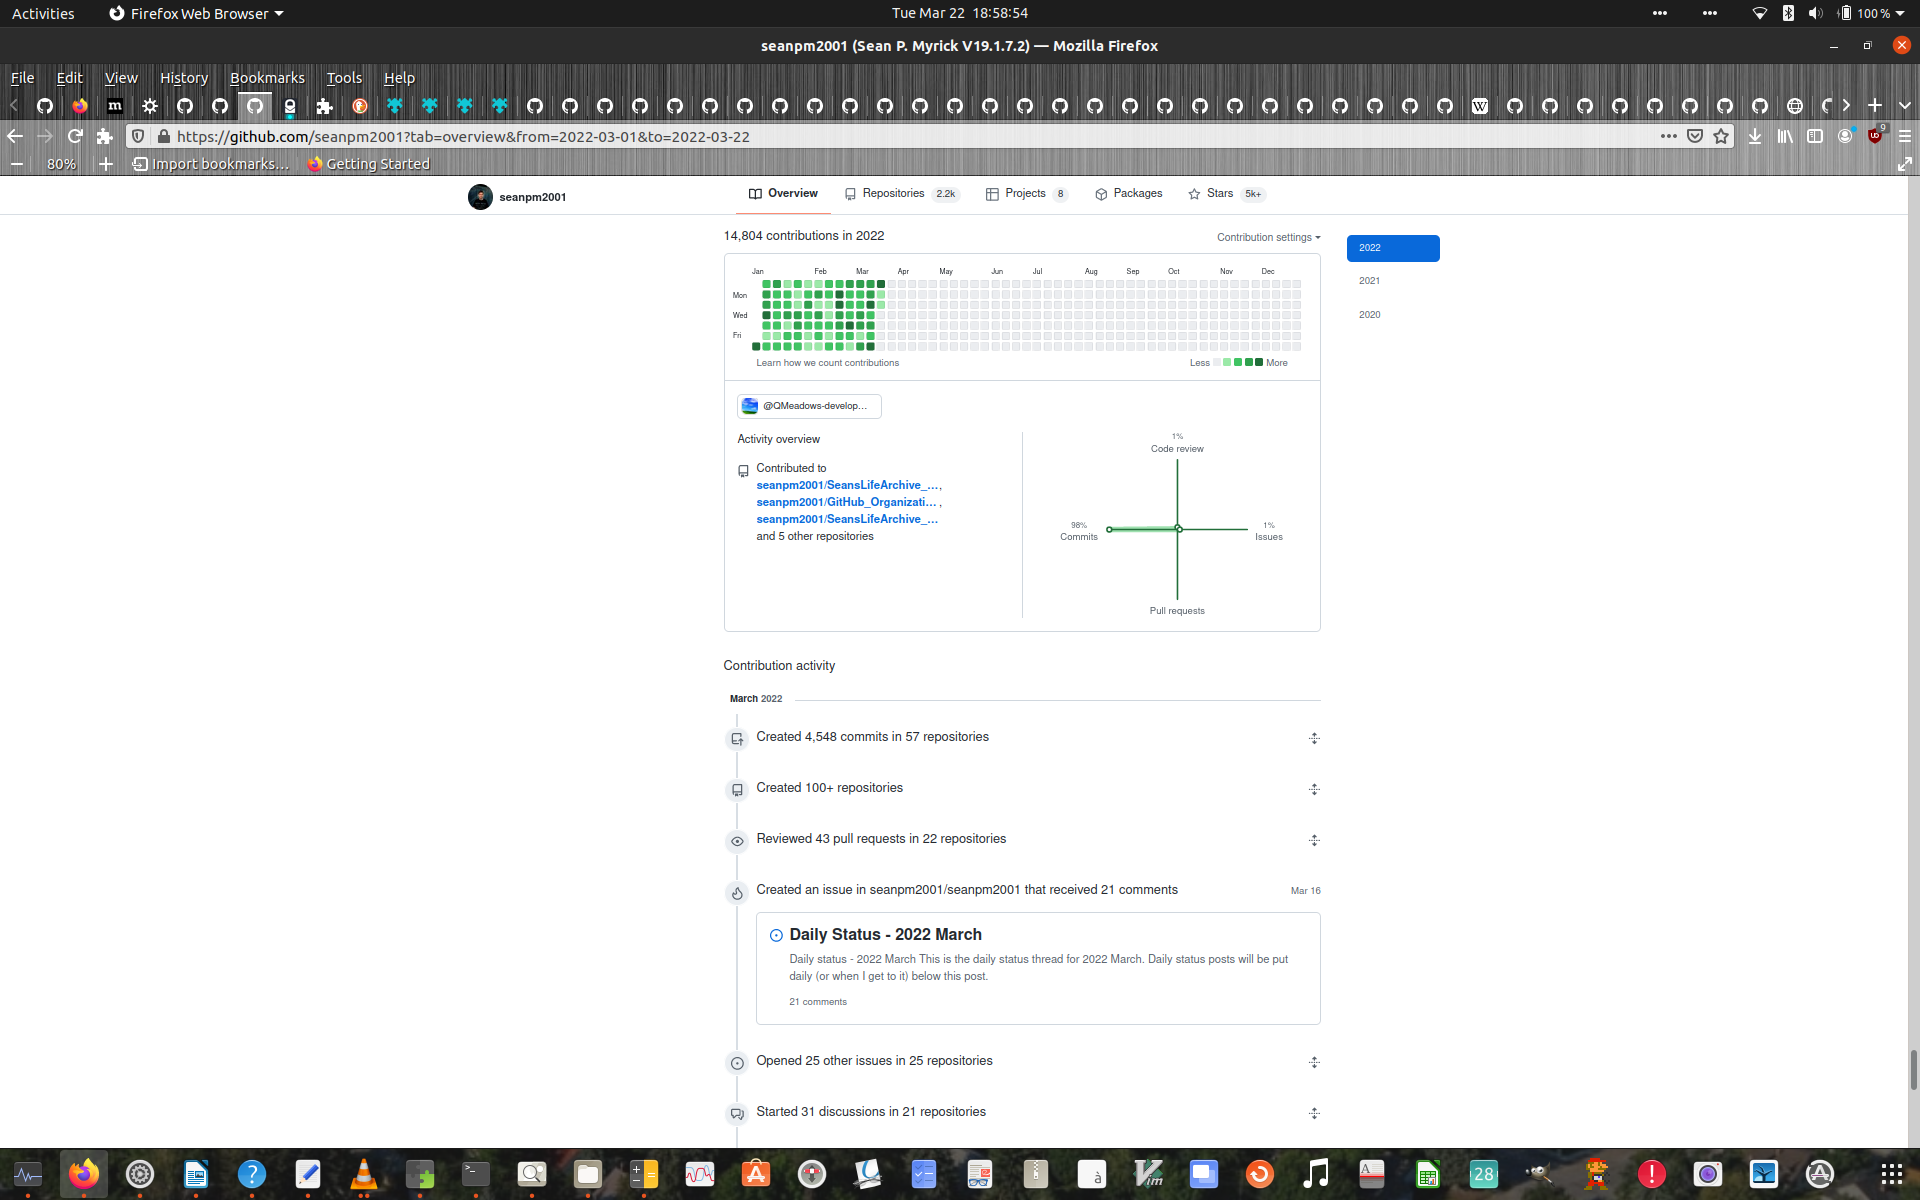 Activities
Firefox Web Browser
Tue Mar 22 18:58:54
100 %
seanpm2001 (Sean P. Myrick V19.1.7.2) — Mozilla Firefox
File Edit View History Bookmarks Tools Help
https://github.com/seanpm2001?tab=overview&from=2022-03-01&to=2022-03-22
9
80%
Import bookmarks...
Getting Started
seanpm2001
Overview
Repositories 2.2k
Projects 8
Packages
Stars 5k+
14,804 contributions in 2022
Contribution settings
2022
2021
2020
Jan Feb Mar Apr May Jun Jul Aug Sep Oct Nov Dec
Mon
Wed
Fri
Learn how we count contributions
Less More
@QMeadows-develop...
Activity overview
Contributed to
seanpm2001/SeansLifeArchive_...,
seanpm2001/GitHub_Organizati... ,
seanpm2001/SeansLifeArchive_...
and 5 other repositories
1%
Code review
98%
Commits
1%
Issues
Pull requests
Contribution activity
March 2022
Created 4,548 commits in 57 repositories
Created 100+ repositories
Reviewed 43 pull requests in 22 repositories
Created an issue in seanpm2001/seanpm2001 that received 21 comments
Mar 16
Daily Status - 2022 March
Daily status - 2022 March This is the daily status thread for 2022 March. Daily status posts will be put
daily (or when I get to it) below this post.
21 comments
Opened 25 other issues in 25 repositories
Started 31 discussions in 21 repositories
28